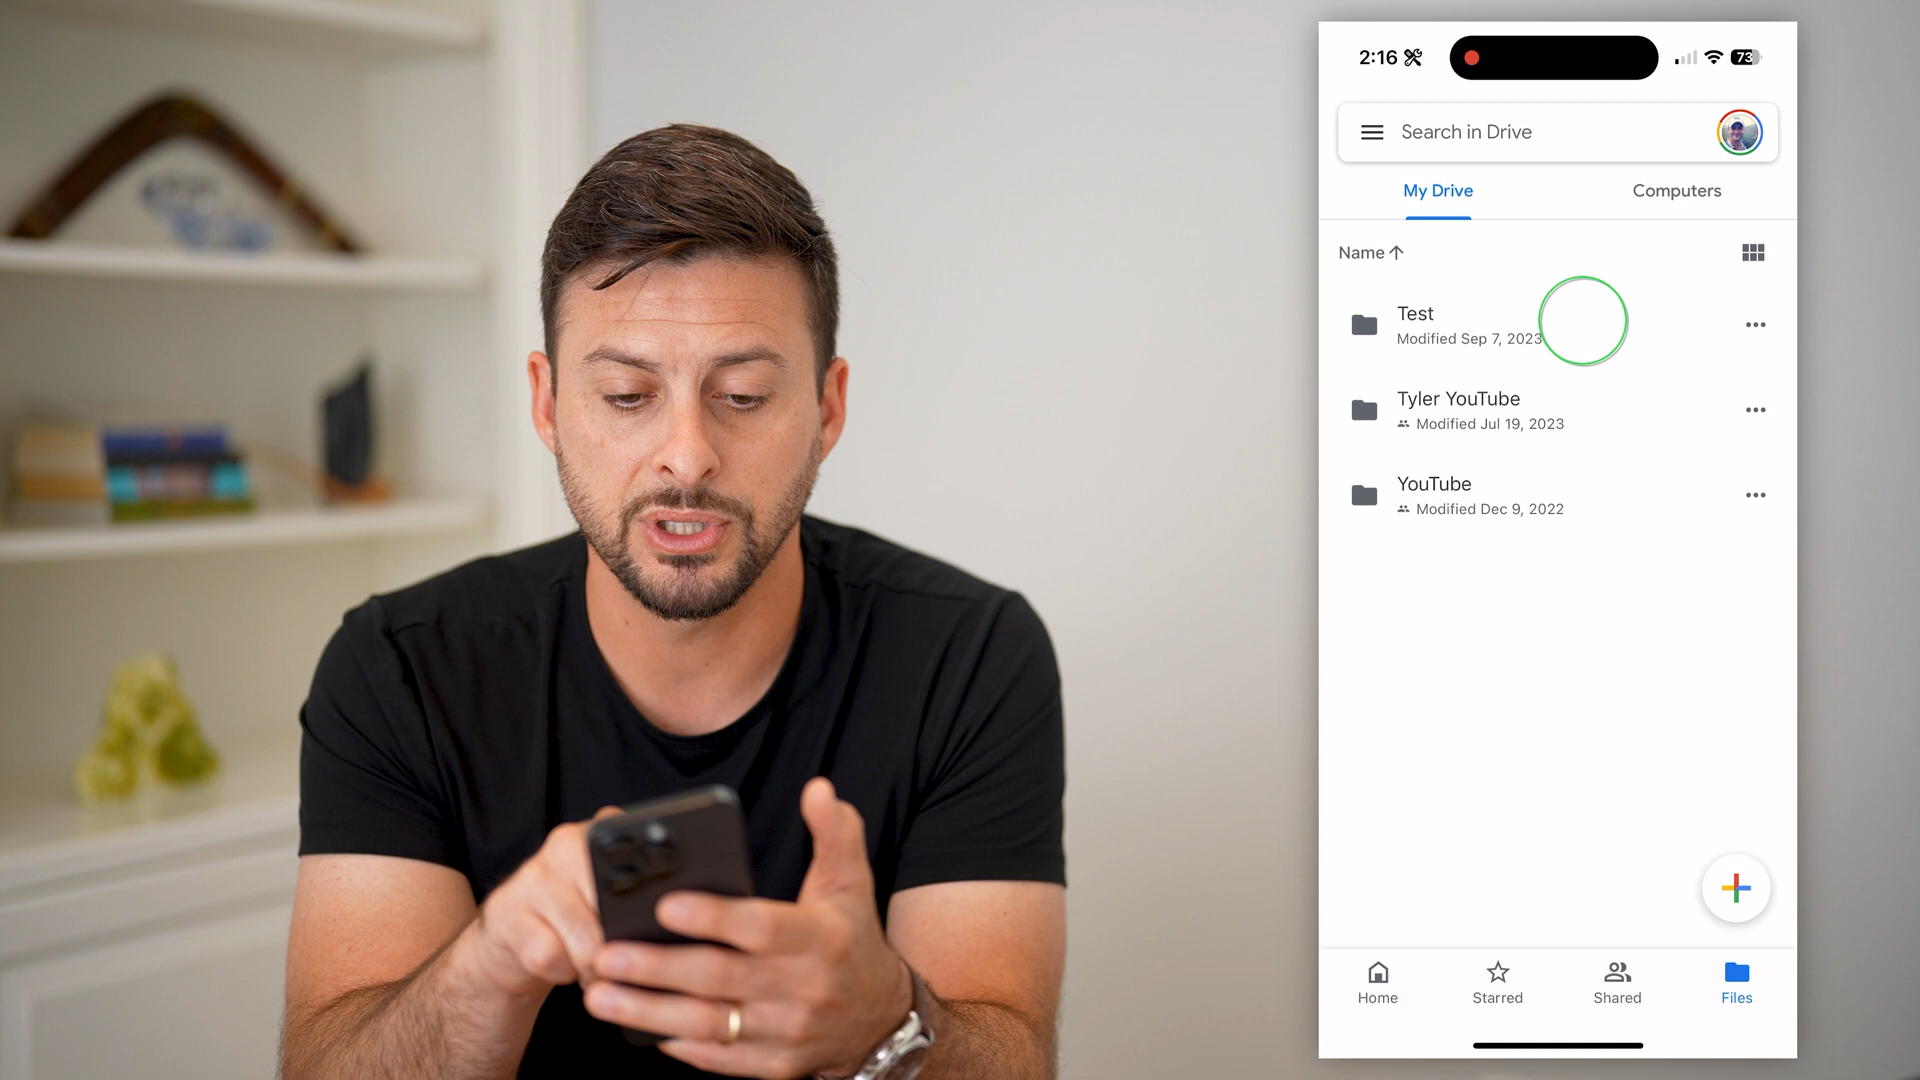 2:16
73
Search in Drive
My Drive
Computers
Name
Test
Modified Sep 7, 2023
Tyler YouTube
Modified Jul 19, 2023
YouTube
Modified Dec 9, 2022
Home
Starred
Shared
Files